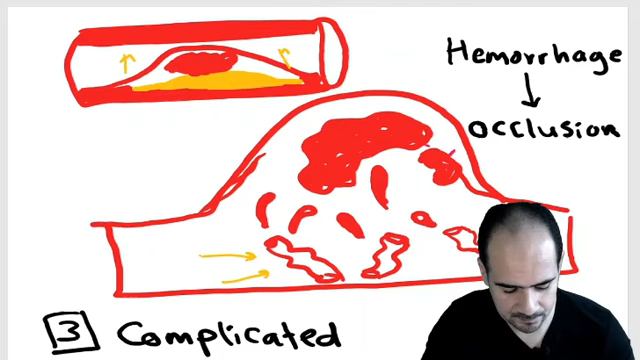 r r
Hemorrhage
↓
Occlusion
3 Complicated